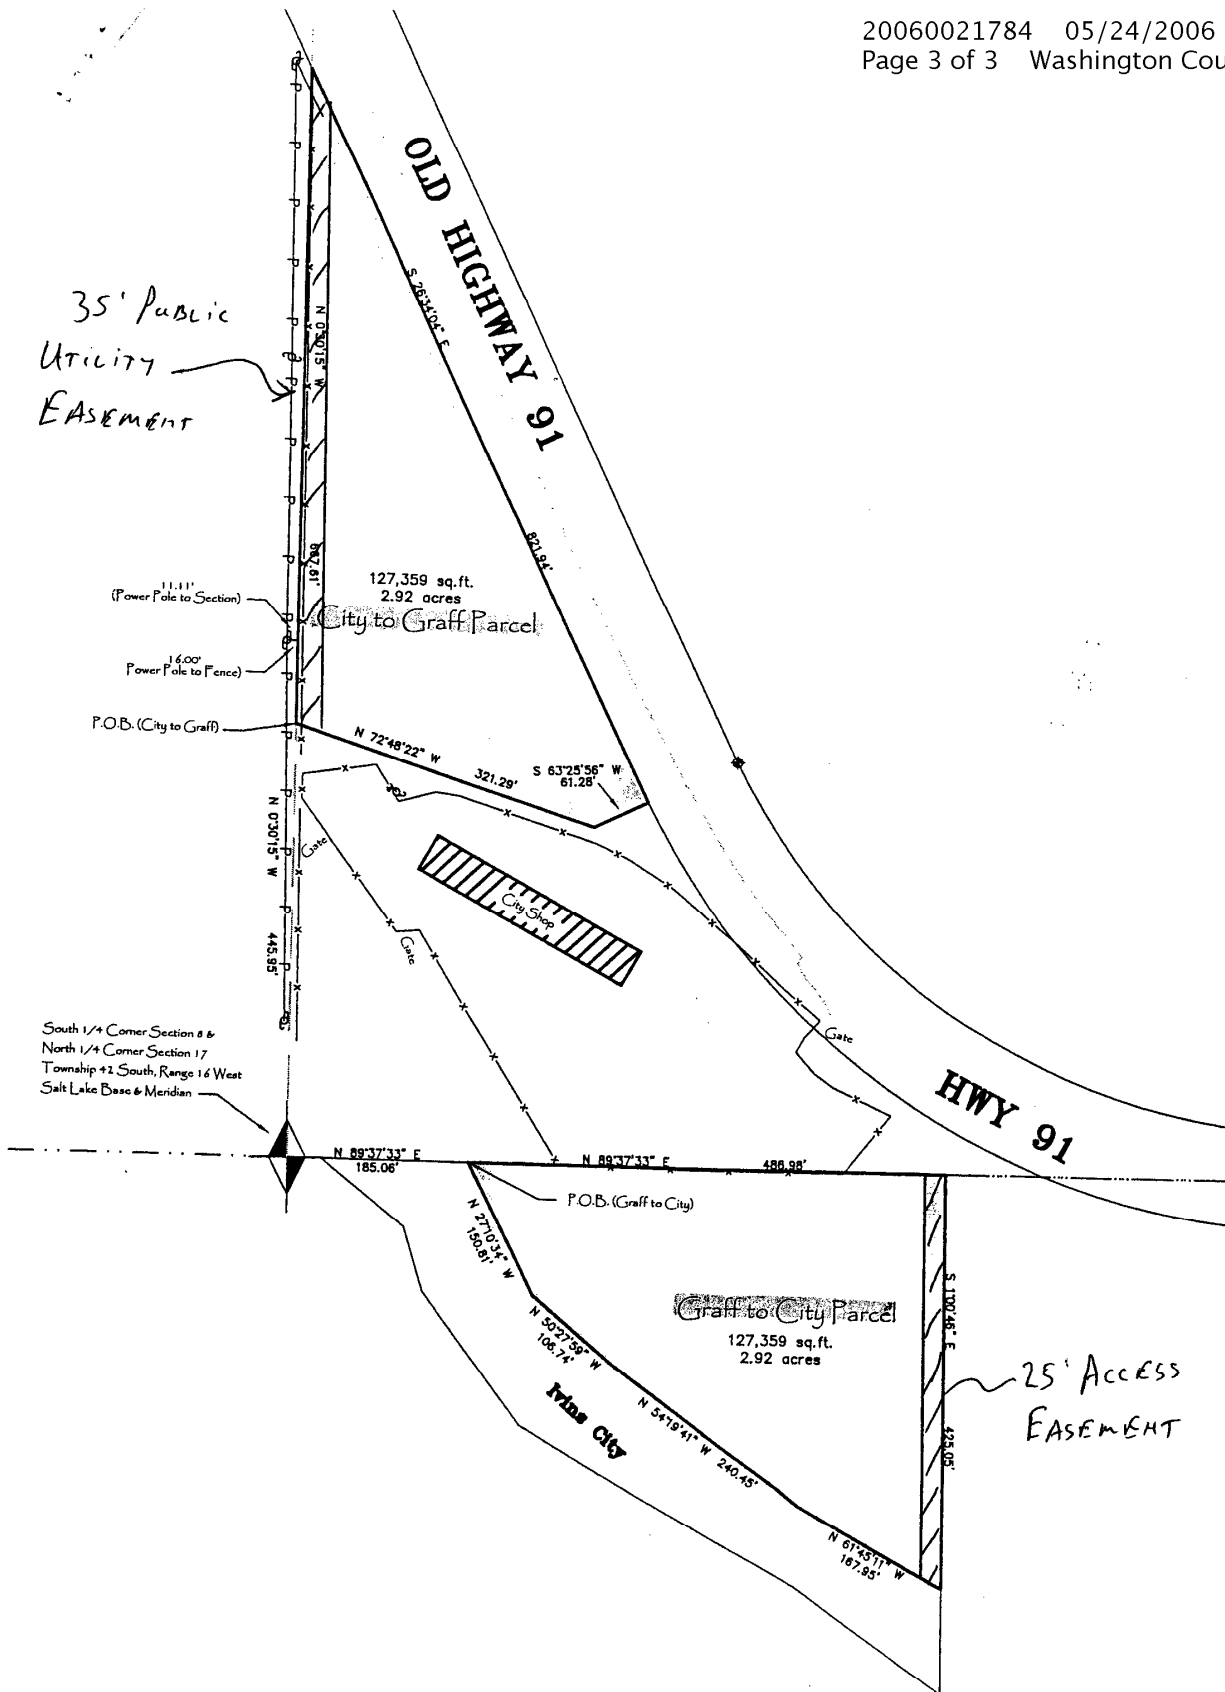 20060021784 05/24/2006
Page 3 of 3 Washington Cou
OLD HIGHWAY 91
S 26°34'04" E
821.94'
35' Public
Utility
Easement
N 0°30'15" W
667.61'
127,359 sq.ft.
2.92 acres
City to Graff Parcel
11.11'
(Power Pole to Section)
16.00'
Power Pole to Fence)
P.O.B. (City to Graff)
N 72°48'22" W
321.29'
S 63°25'56" W
61.28'
N 0°30'15" W
445.95'
Gate
Gate
City Shop
Gate
HWY 91
South 1/4 Corner Section 8 &
North 1/4 Corner Section 17
Township 42 South, Range 16 West
Salt Lake Base & Meridian
N 89°37'33" E
185.06'
N 89°37'33" E
486.98'
P.O.B. (Graff to City)
N 27°10'34" W
150.81'
N 50°27'59" W
106.74'
Ivins City
N 54°19'41" W
240.45'
N 61°45'11" W
167.95'
Graff to City Parcel
127,359 sq.ft.
2.92 acres
S 1°00'46" E
425.05'
25' Access
Easement